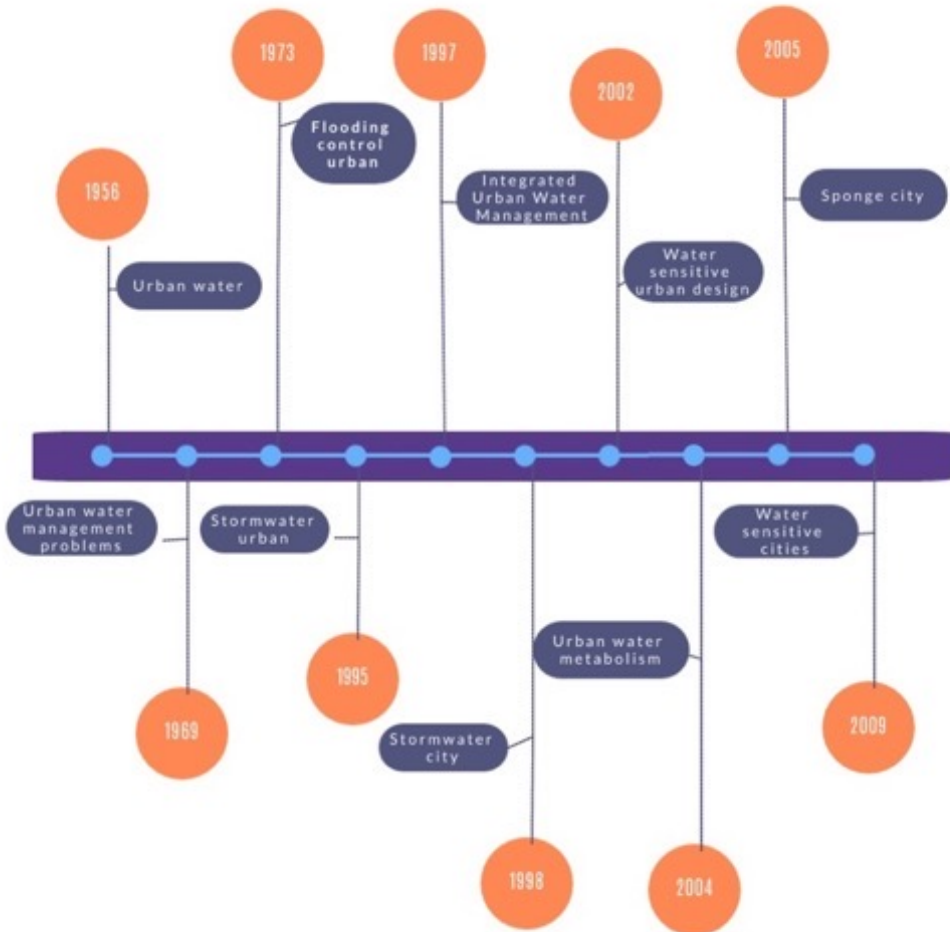 1956
Urban water
1969
Urban water
management
problems
1973
Flooding
control
urban
1995
Stormwater
urban
1997
Integrated
Urban Water
Management
1998
Stormwater
city
2002
Water
sensitive
urban design
2004
Urban water
metabolism
2005
Sponge city
2009
Water
sensitive
cities